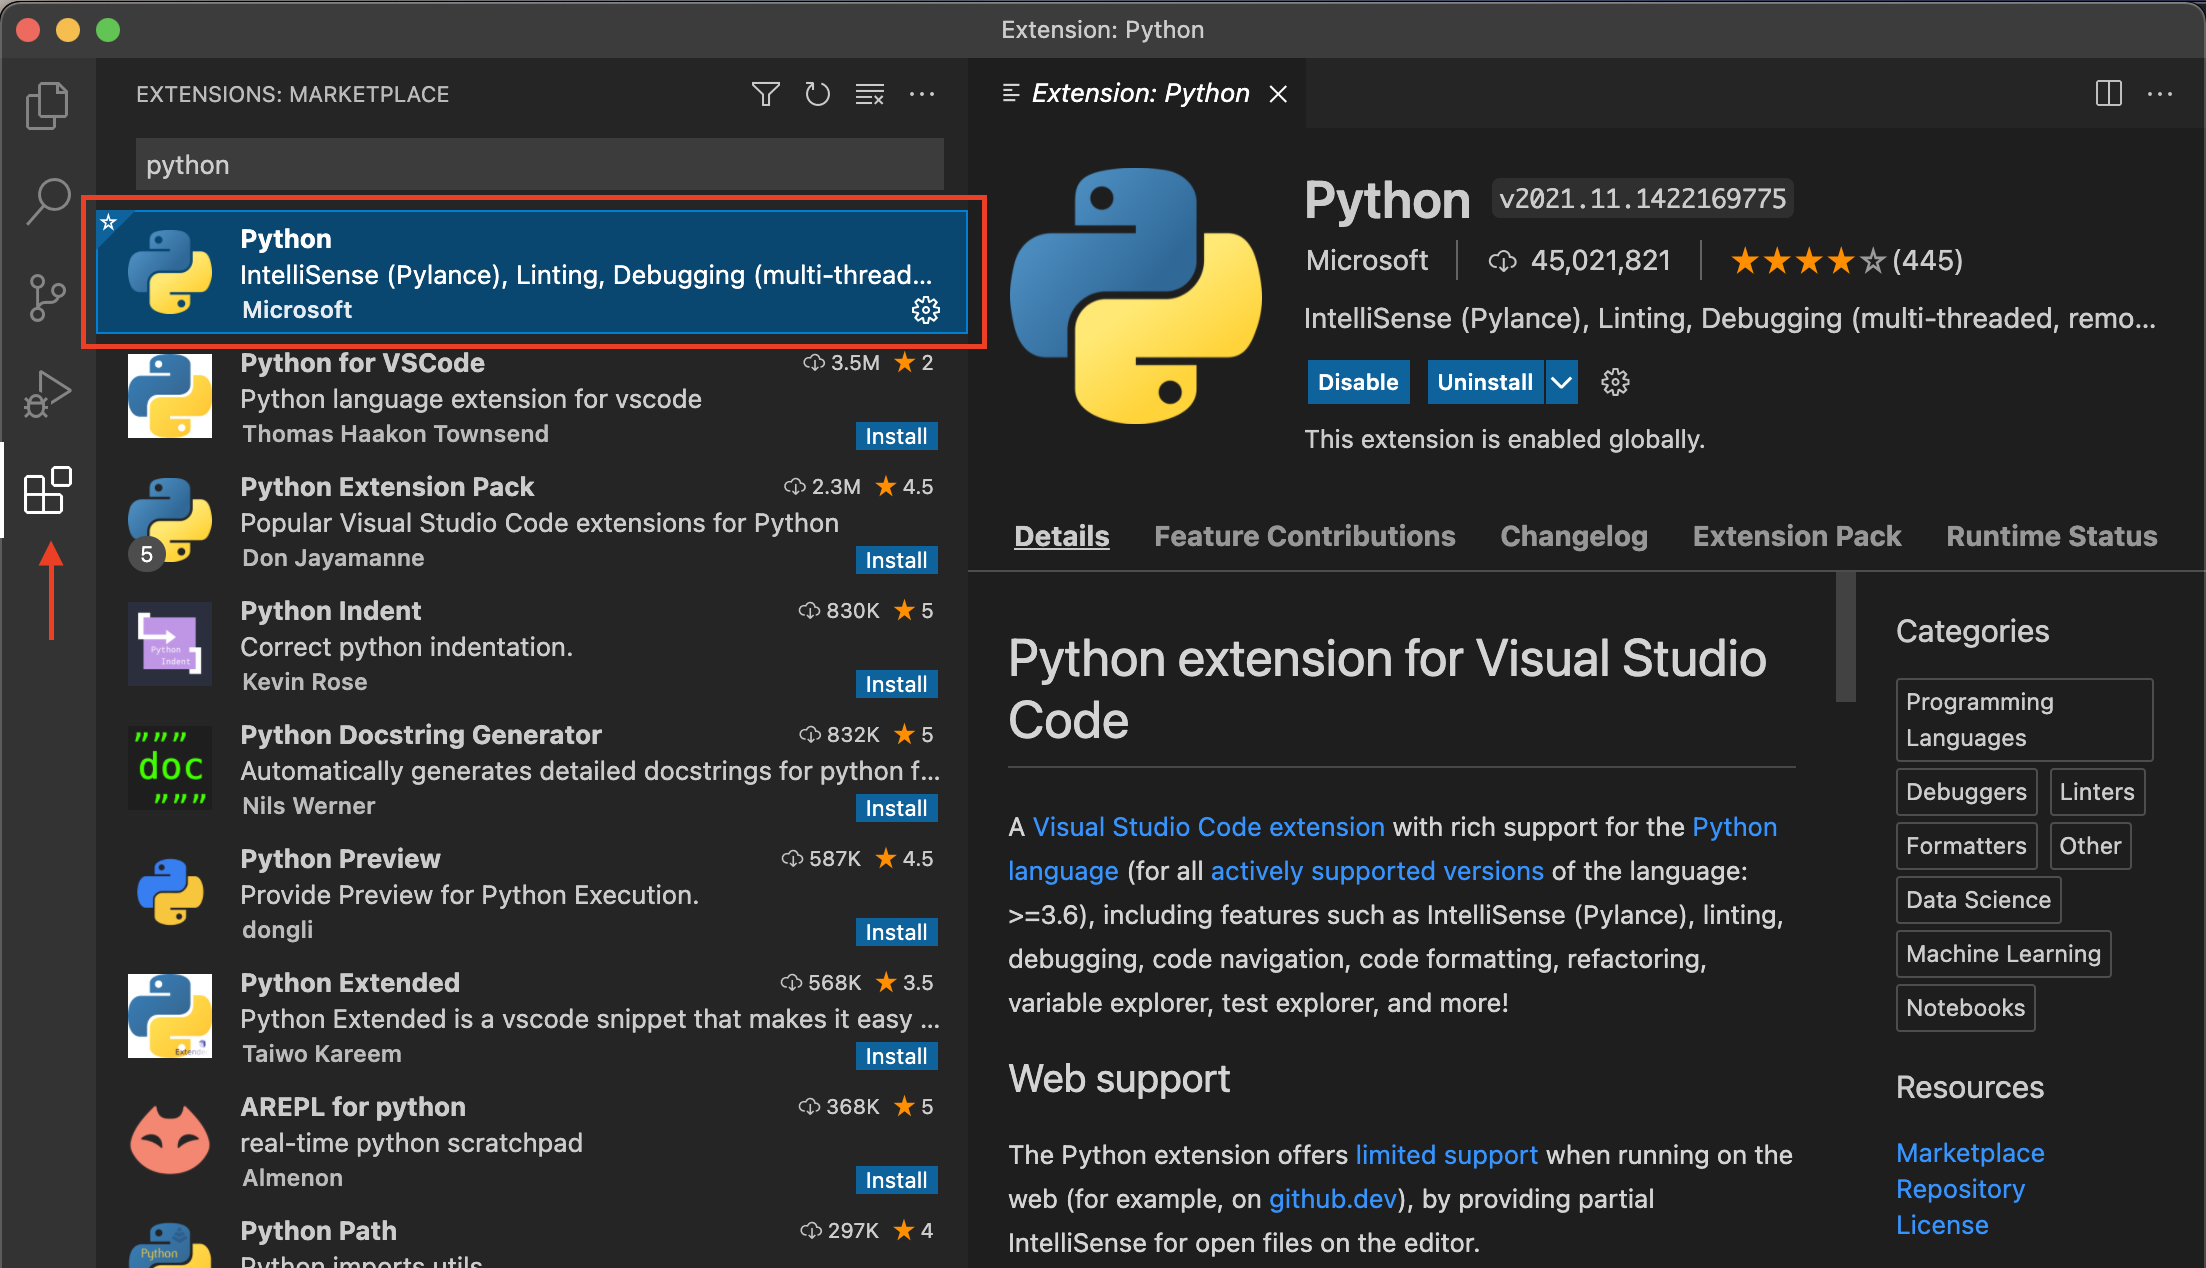 Extension: Python
EXTENSIONS: MARKETPLACE
python
Python
IntelliSense (Pylance), Linting, Debugging (multi-thread...
Microsoft
Python for VSCode 3.5M ★ 2
Python language extension for vscode
Thomas Haakon Townsend Install
Python Extension Pack 2.3M ★ 4.5
Popular Visual Studio Code extensions for Python
5
Don Jayamanne Install
Python Indent 830K ★ 5
Correct python indentation.
Python
Indent
Kevin Rose Install
Python Docstring Generator 832K ★ 5
"""
doc
"""
Automatically generates detailed docstrings for python f...
Nils Werner Install
Python Preview 587K ★ 4.5
Provide Preview for Python Execution.
dongli Install
Python Extended 568K ★ 3.5
Python Extended is a vscode snippet that makes it easy ...
Taiwo Kareem Install
AREPL for python 368K ★ 5
real-time python scratchpad
Almenon Install
Python Path 297K ★ 4
Python
Python imports utils
Extension: Python
Python v2021.11.1422169775
Microsoft 45,021,821 ★★★★☆ (445)
IntelliSense (Pylance), Linting, Debugging (multi-threaded, remo...
Disable Uninstall
This extension is enabled globally.
Details Feature Contributions Changelog Extension Pack Runtime Status
Python extension for Visual Studio
Code
A Visual Studio Code extension with rich support for the Python
language (for all actively supported versions of the language:
>=3.6), including features such as IntelliSense (Pylance), linting,
debugging, code navigation, code formatting, refactoring,
variable explorer, test explorer, and more!
Web support
The Python extension offers limited support when running on the
web (for example, on github.dev), by providing partial
IntelliSense for open files on the editor.
Categories
Programming
Languages
Debuggers Linters
Formatters Other
Data Science
Machine Learning
Notebooks
Resources
Marketplace
Repository
License